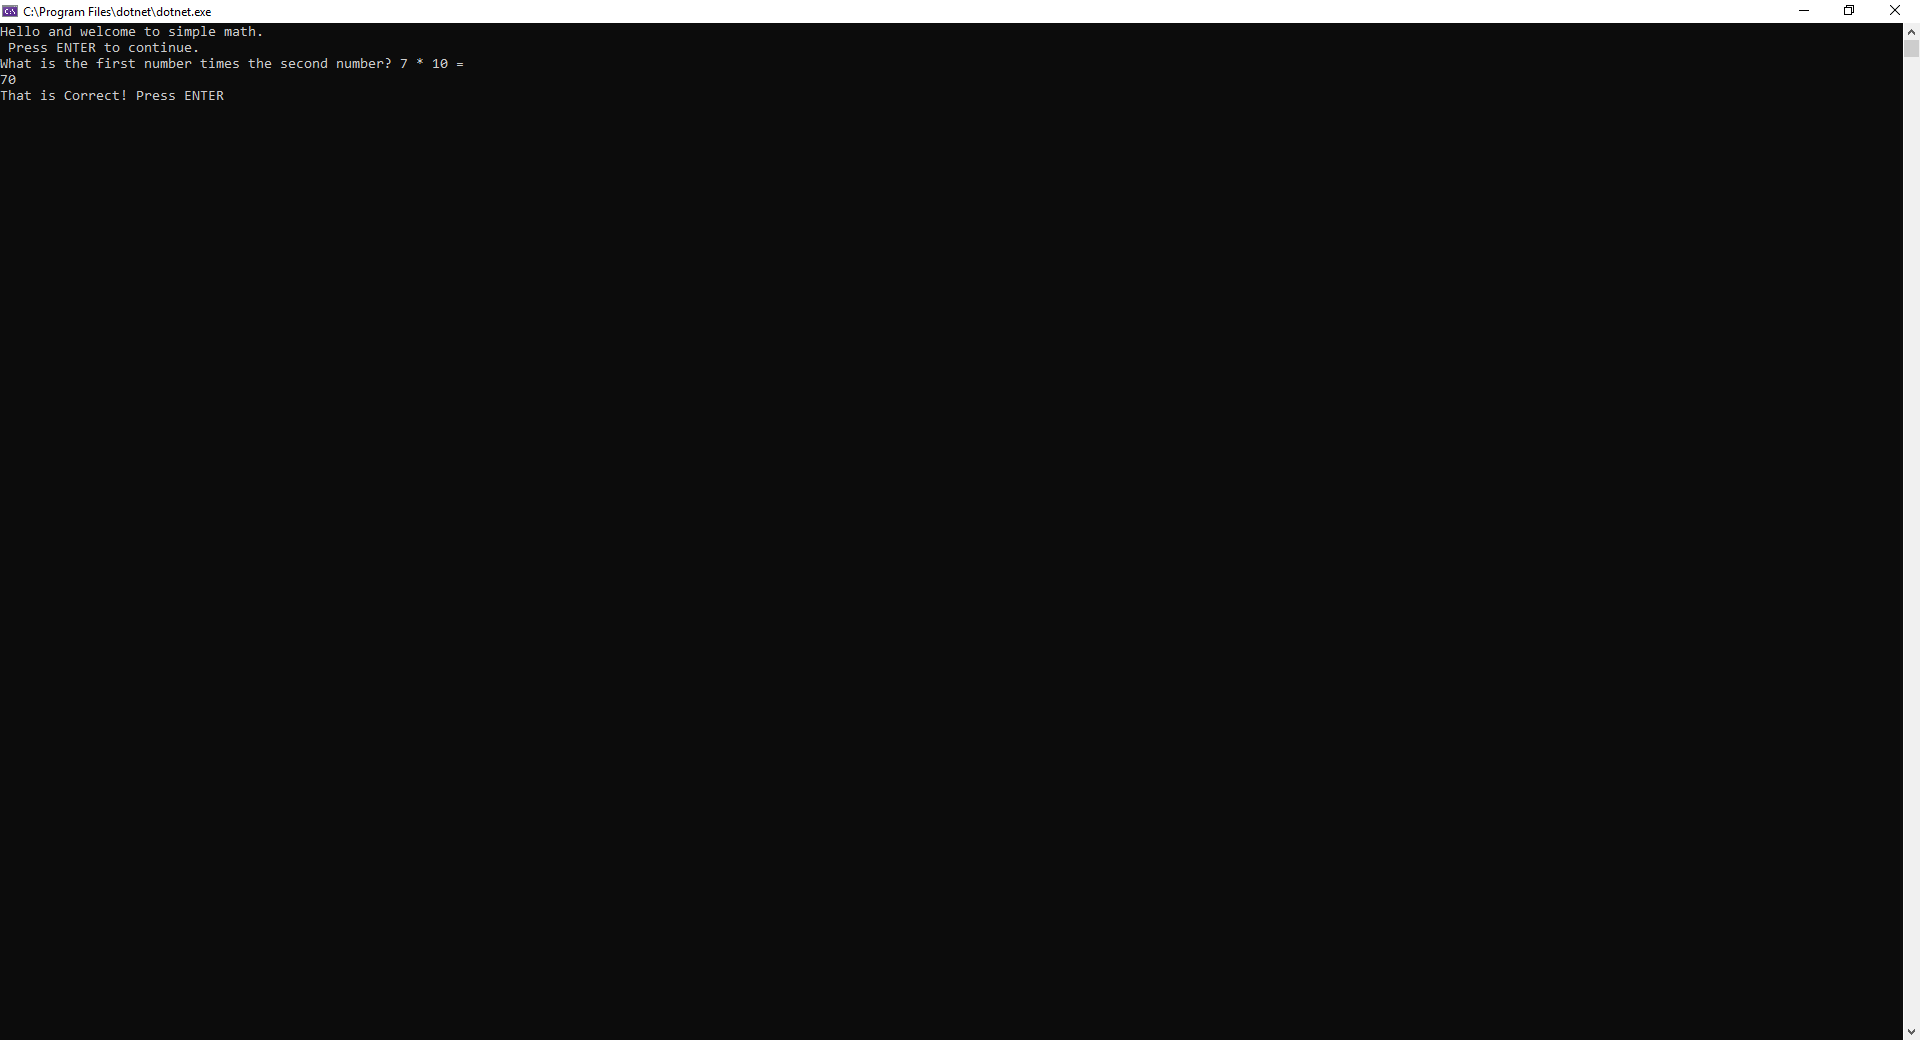 C:\Program Files\dotnet\dotnet.exe
Hello and welcome to simple math.
 Press ENTER to continue.
What is the first number times the second number? 7 * 10 =
70
That is Correct! Press ENTER